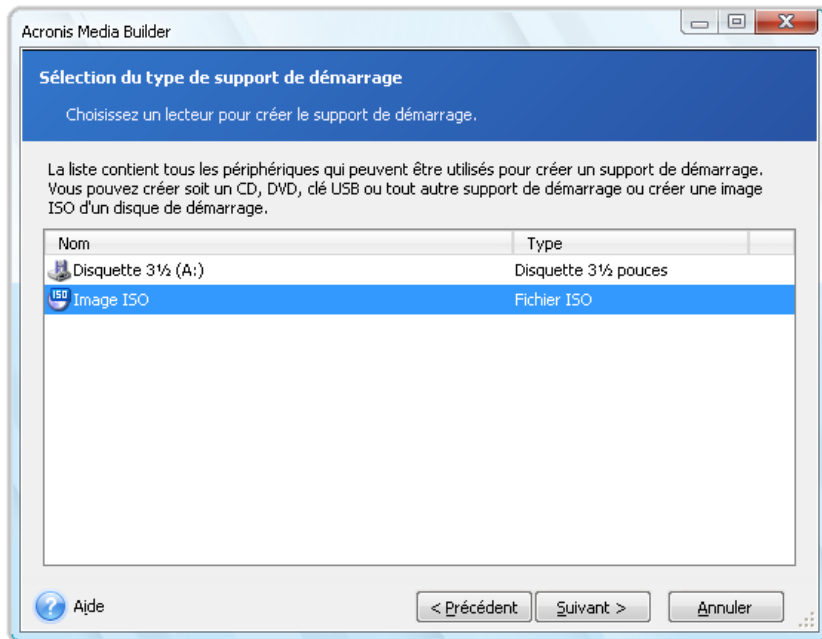 Acronis Media Builder
Sélection du type de support de démarrage
Choisissez un lecteur pour créer le support de démarrage.
La liste contient tous les périphériques qui peuvent être utilisés pour créer un support de démarrage.
Vous pouvez créer soit un CD, DVD, clé USB ou tout autre support de démarrage ou créer une image
ISO d'un disque de démarrage.
Nom Type
Disquette 3½ (A:) Disquette 3½ pouces
ISO Image ISO Fichier ISO
? Aide < Précédent Suivant > Annuler